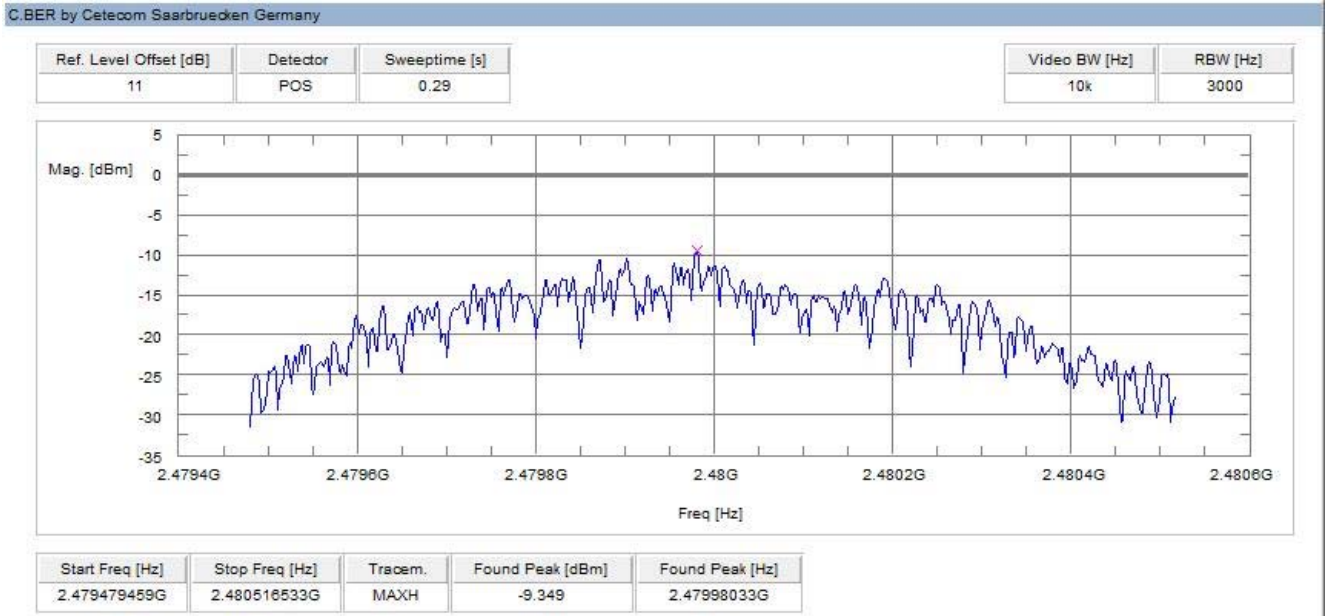 C.BER by Cetecom Saarbruecken Germany
Ref. Level Offset [dB] Detector Sweeptime [s] Video BW [Hz] RBW [Hz]
11 POS 0.29 10k 3000
5
Mag. [dBm] 0
-5
-10
-15
-20
-25
-30
-35
2.4794G 2.4796G 2.4798G 2.48G 2.4802G 2.4804G 2.4806G
Freq [Hz]
Start Freq [Hz] Stop Freq [Hz] Tracem. Found Peak [dBm] Found Peak [Hz]
2.479479459G 2.480516533G MAXH -9.349 2.47998033G